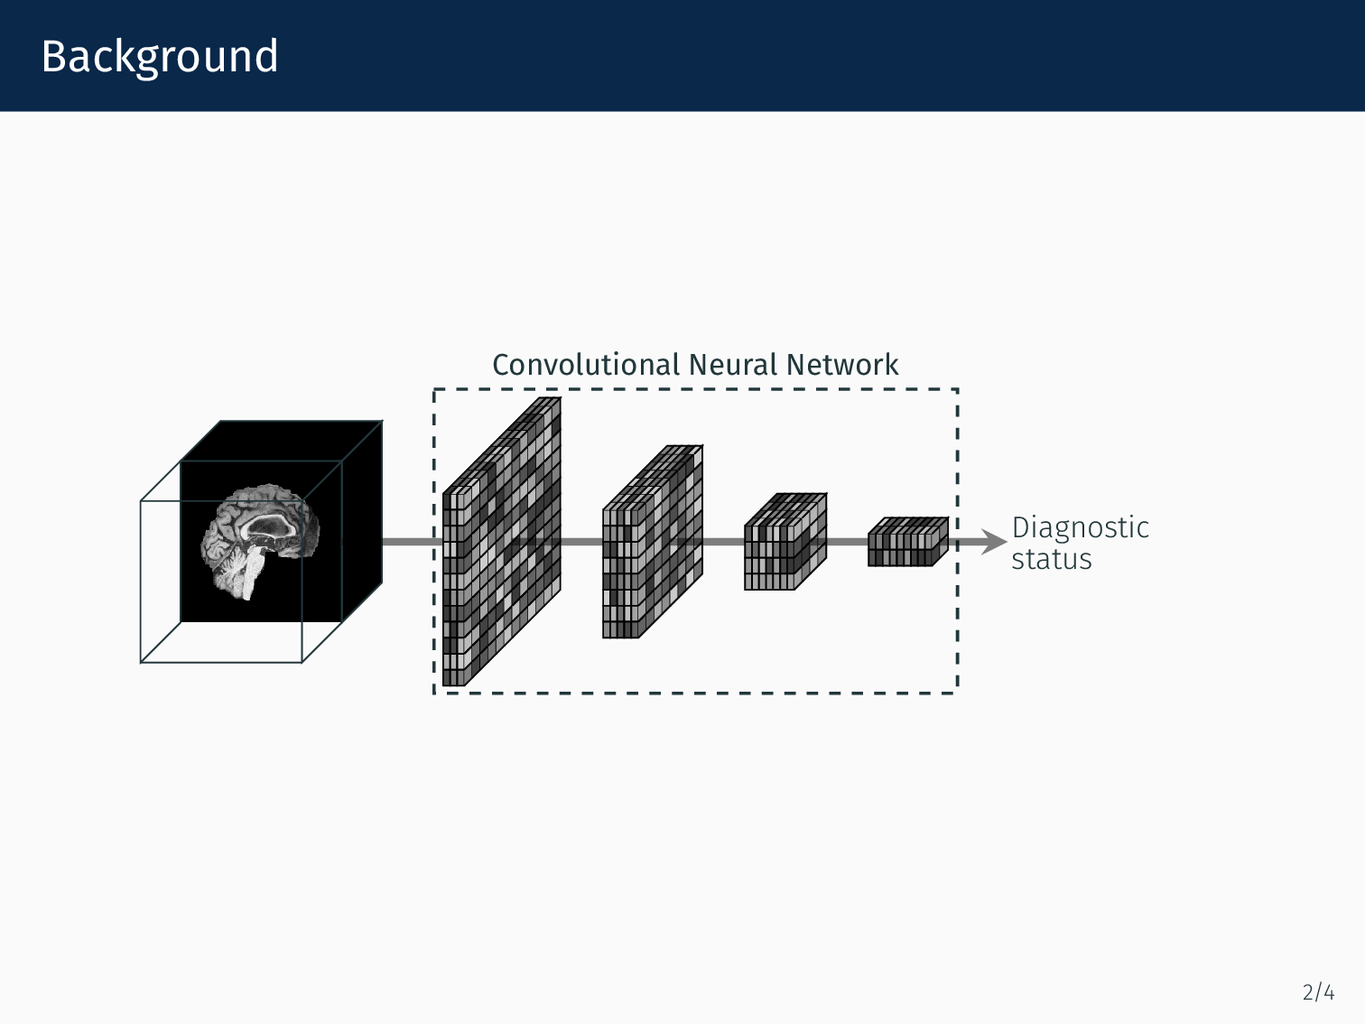 Background
Convolutional Neural Network
Diagnostic
status
2/4